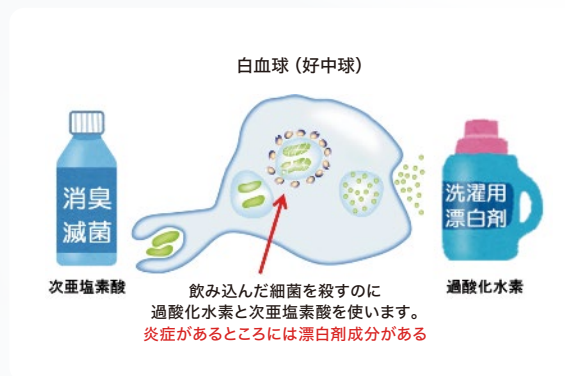 白血球（好中球）
消臭
滅菌
洗濯用
漂白剤
次亜塩素酸
過酸化水素
飲み込んだ細菌を殺すのに
過酸化水素と次亜塩素酸を使います。
炎症があるところには漂白剤成分がある